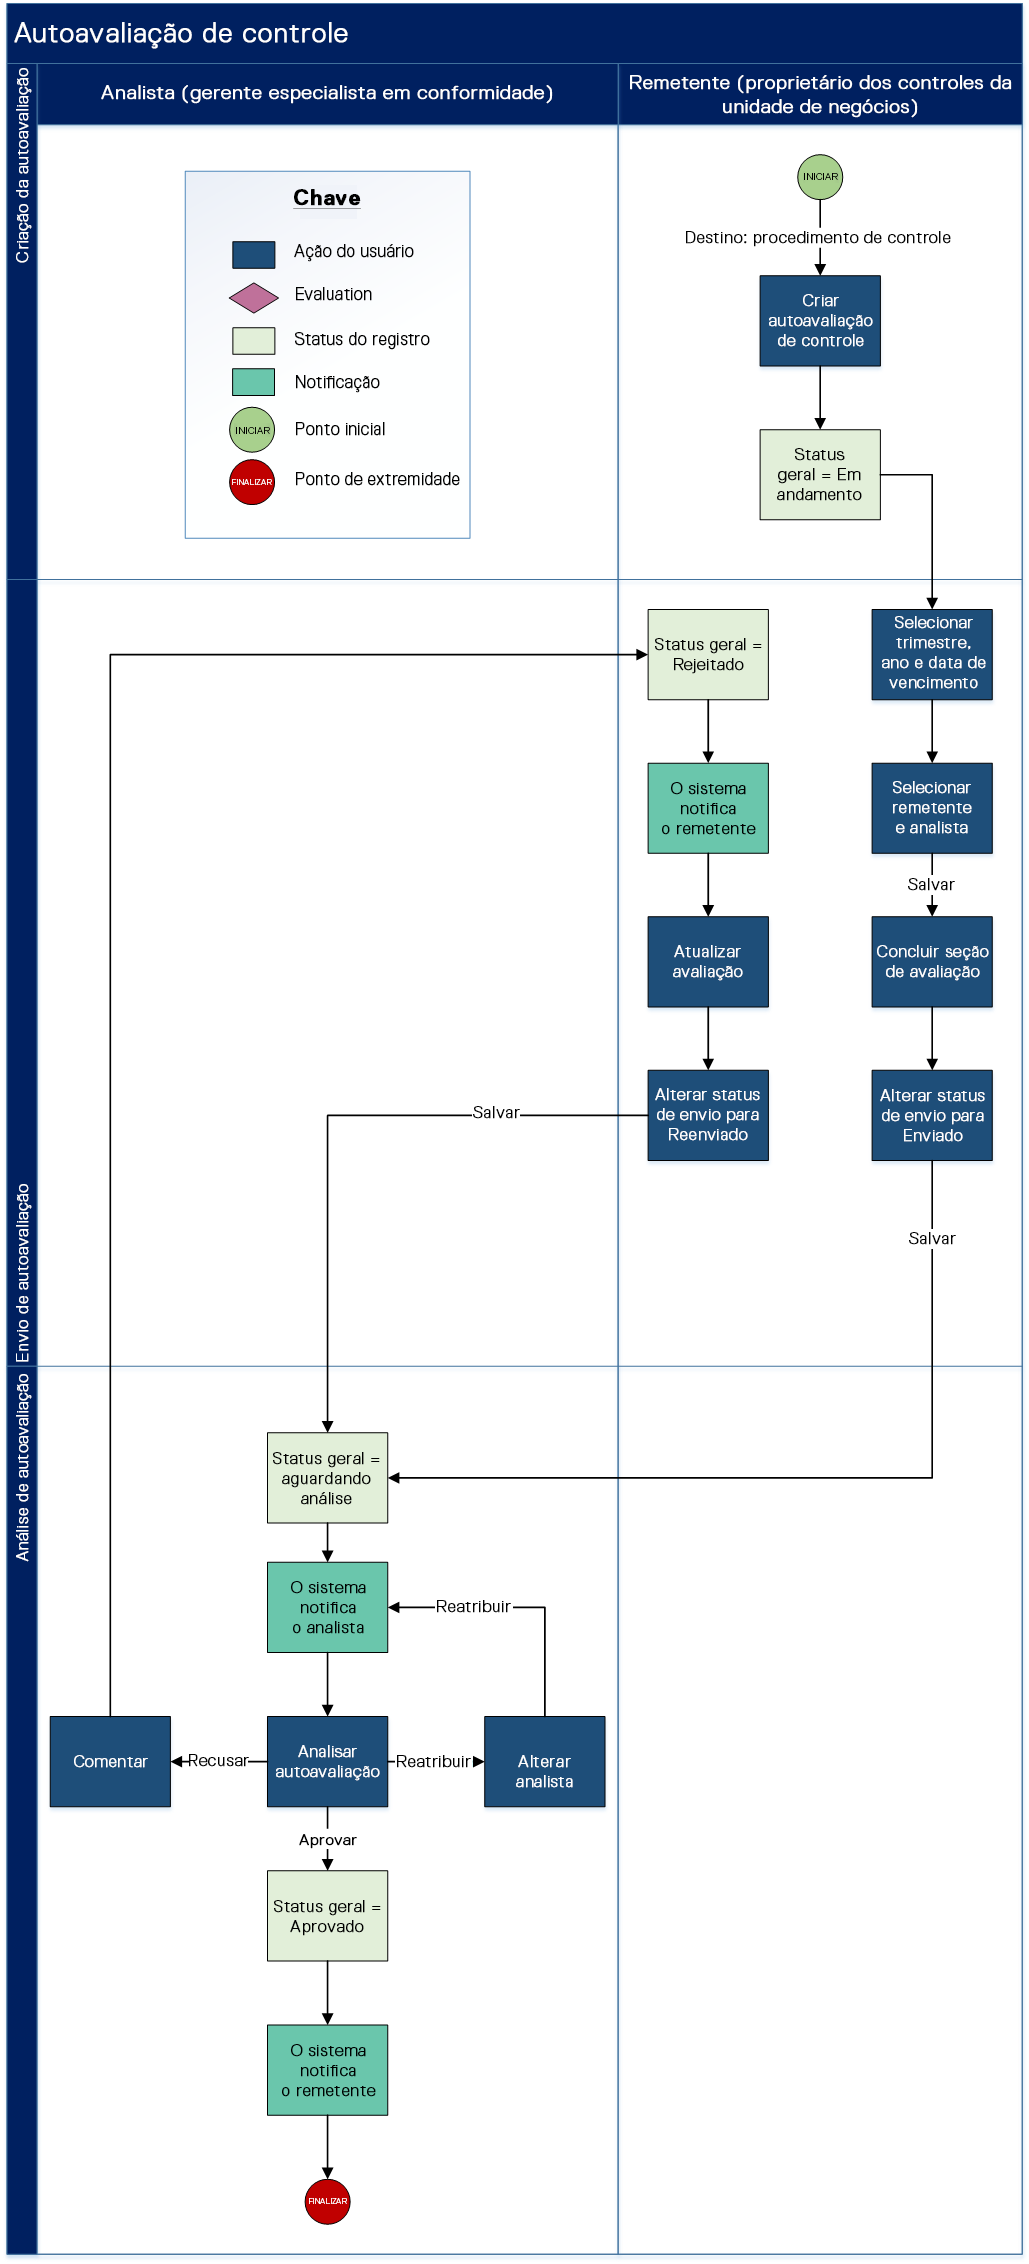 Autoavaliação de controle
Criação da autoavaliação
Analista (gerente especialista em conformidade)
Remetente (proprietário dos controles da
unidade de negócios)
Chave
Ação do usuário
Evaluation
Status do registro
Notificação
INICIAR
Ponto inicial
FINALIZAR
Ponto de extremidade
INICIAR
Destino: procedimento de controle
Criar
autoavaliação
de controle
Status
geral = Em
andamento
Envio de autoavaliação
Status geral =
Rejeitado
O sistema
notifica
o remetente
Atualizar
avaliação
Alterar status
de envio para
Reenviado
Salvar
Selecionar
trimestre,
ano e data de
vencimento
Selecionar
remetente
e analista
Salvar
Concluir seção
de avaliação
Alterar status
de envio para
Enviado
Salvar
Análise de autoavaliação
Status geral =
aguardando
análise
O sistema
notifica
o analista
Reatribuir
Comentar
Recusar
Analisar
autoavaliação
Reatribuir
Alterar
analista
Aprovar
Status geral =
Aprovado
O sistema
notifica
o remetente
FINALIZAR